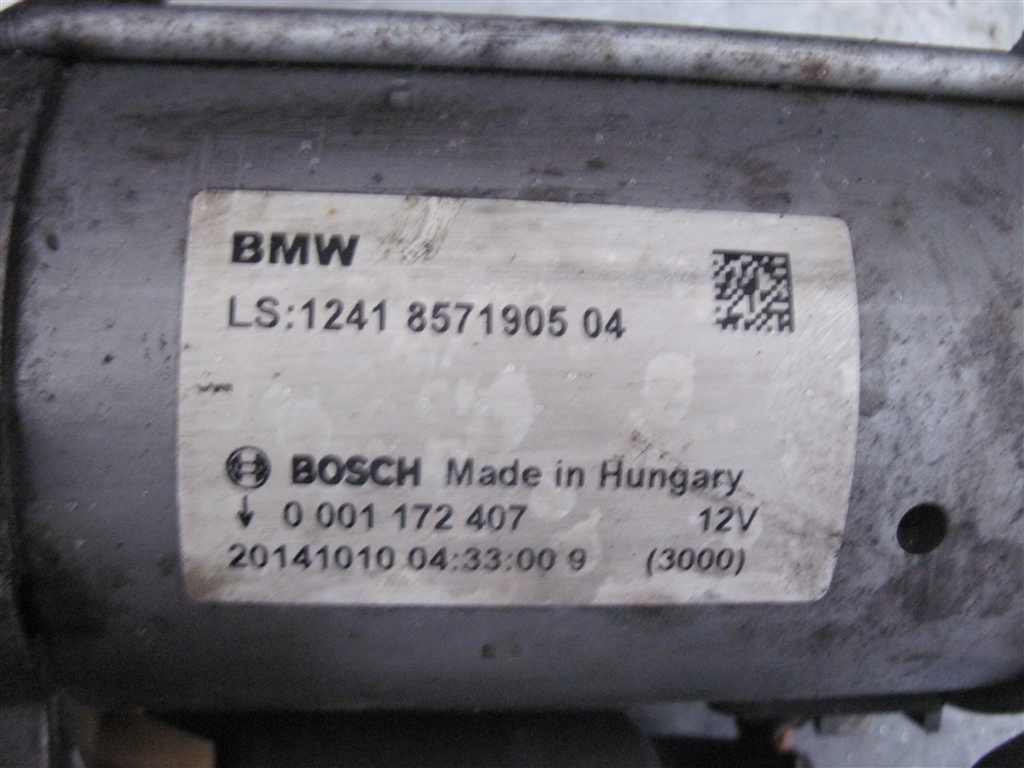 BMW
LS:1241 8571905 04
BOSCH Made in Hungary
0 001 172 407 12V
20141010 04:33:00 9 (3000)